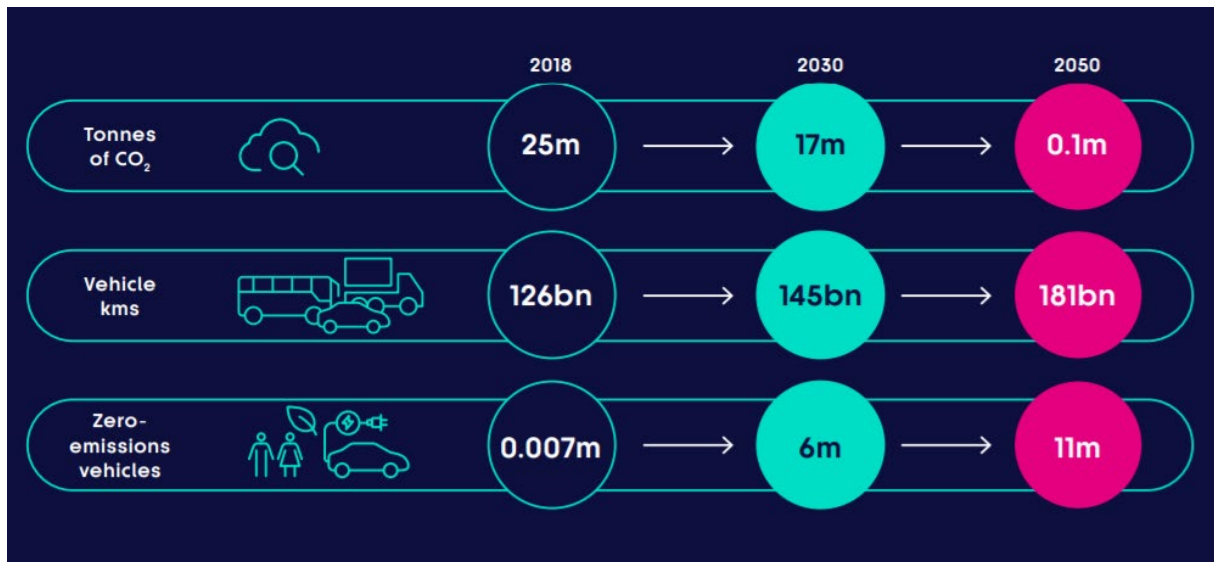 2018 2030 2050
Tonnes
of CO₂
25m 17m 0.1m
Vehicle
kms
126bn 145bn 181bn
Zero-
emissions
vehicles
0.007m 6m 11m